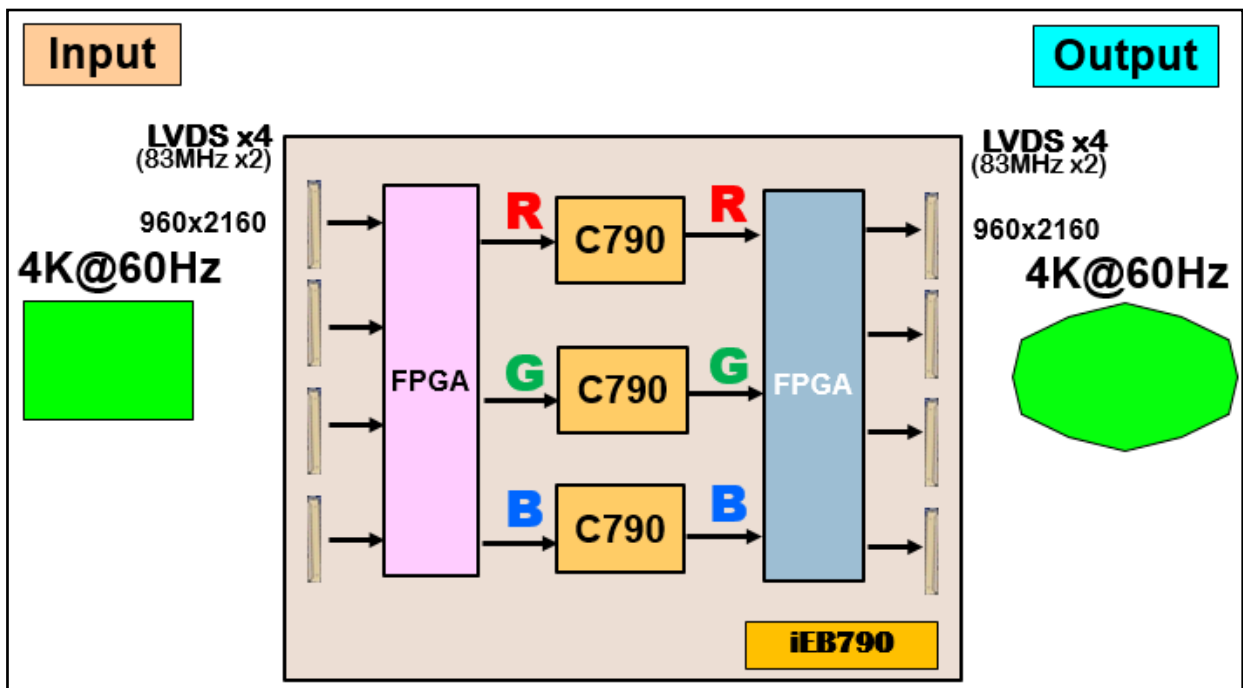 Input
Output
LVDS x4
(83MHz x2)
960x2160
4K@60Hz
FPGA
R
G
B
C790
C790
C790
R
G
B
FPGA
LVDS x4
(83MHz x2)
960x2160
4K@60Hz
iEB790